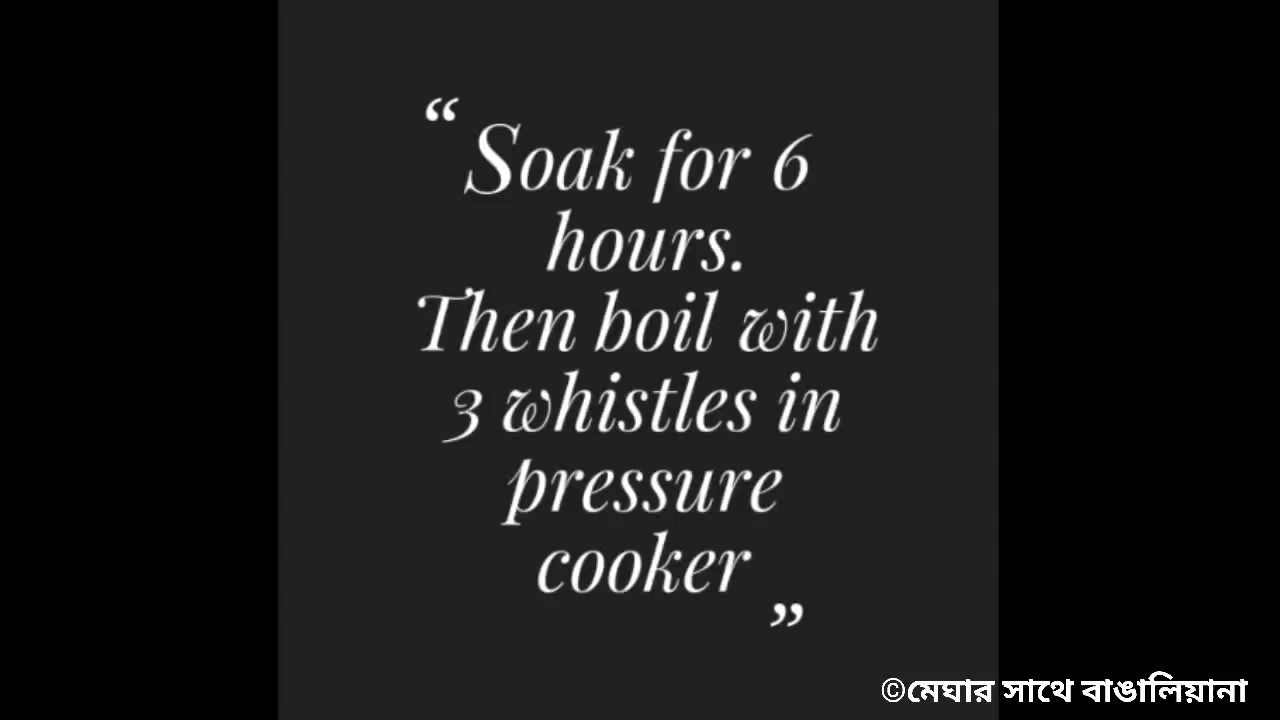 “Soak for 6
hours.
Then boil with
3 whistles in
pressure
cooker”
©মেঘার সাথে বাঙালিয়ানা